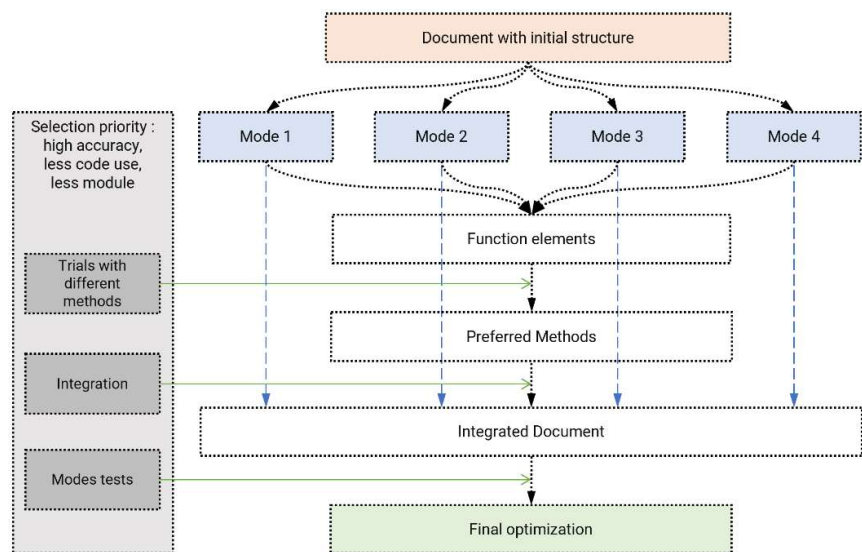 Document with initial structure
Selection priority :
high accuracy,
less code use,
less module
Mode 1
Mode 2
Mode 3
Mode 4
Function elements
Trials with
different
methods
Preferred Methods
Integration
Integrated Document
Modes tests
Final optimization